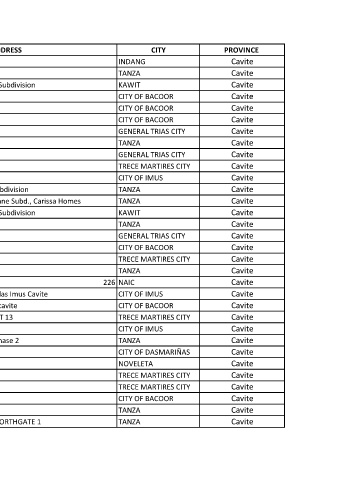 DRESS CITY PROVINCE
INDANG Cavite
TANZA Cavite
Subdivision KAWIT Cavite
CITY OF BACOOR Cavite
CITY OF BACOOR Cavite
CITY OF BACOOR Cavite
GENERAL TRIAS CITY Cavite
TANZA Cavite
GENERAL TRIAS CITY Cavite
TRECE MARTIRES CITY Cavite
CITY OF IMUS Cavite
bdivision TANZA Cavite
ane Subd., Carissa Homes TANZA Cavite
Subdivision KAWIT Cavite
TANZA Cavite
GENERAL TRIAS CITY Cavite
CITY OF BACOOR Cavite
TRECE MARTIRES CITY Cavite
TANZA Cavite
226 NAIC Cavite
las Imus Cavite CITY OF IMUS Cavite
cavite CITY OF BACOOR Cavite
T 13 TRECE MARTIRES CITY Cavite
CITY OF IMUS Cavite
hase 2 TANZA Cavite
CITY OF DASMARIÑAS Cavite
NOVELETA Cavite
TRECE MARTIRES CITY Cavite
TRECE MARTIRES CITY Cavite
CITY OF BACOOR Cavite
TANZA Cavite
ORTHGATE 1 TANZA Cavite